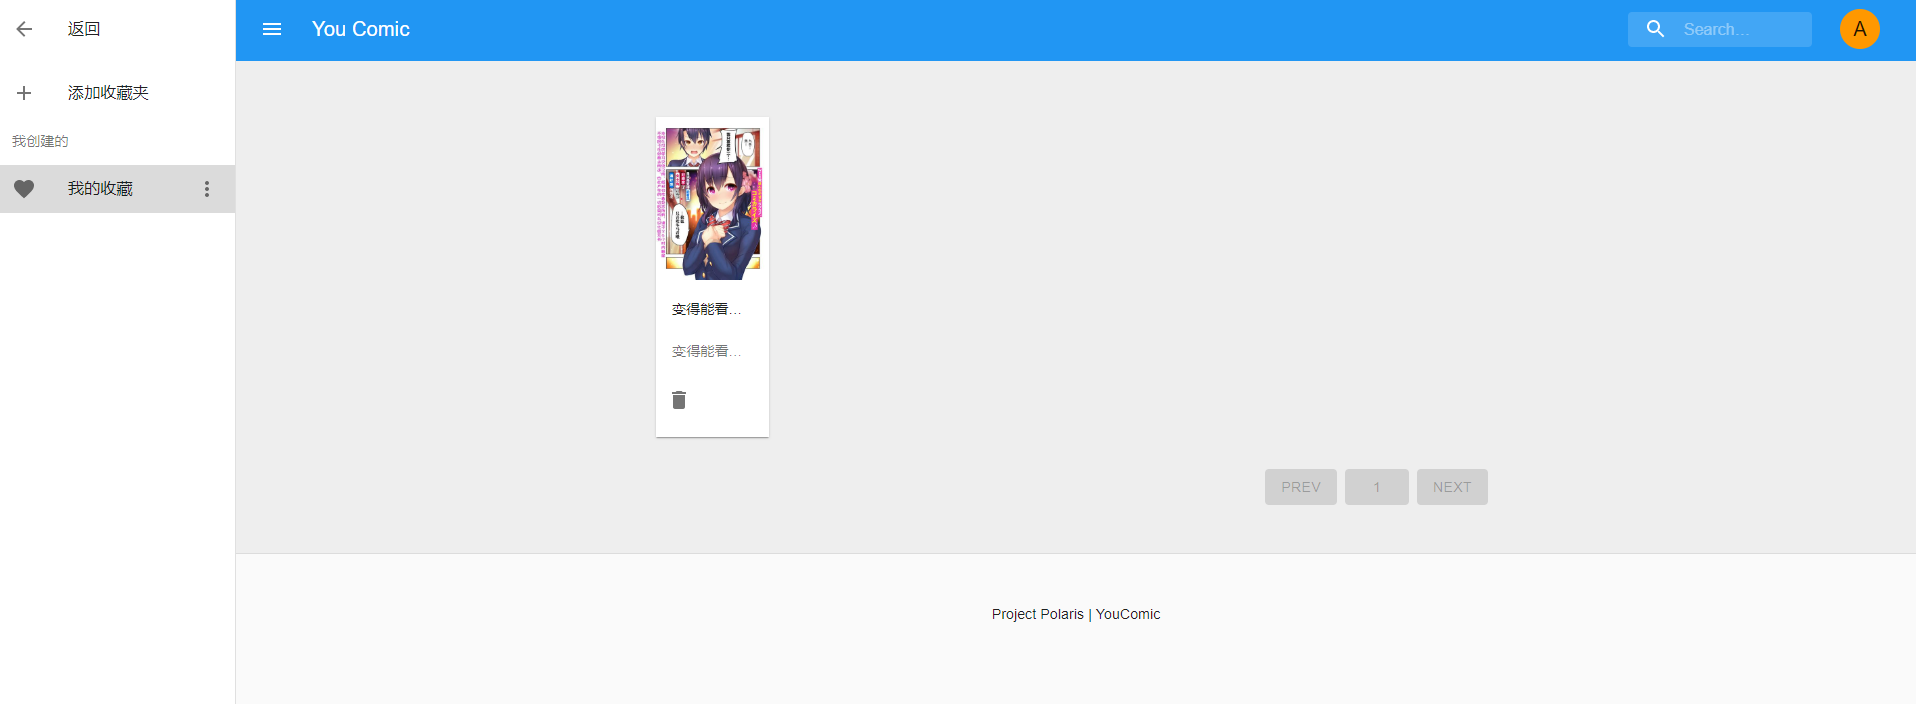 返回
添加收藏夹
我创建的
我的收藏
You Comic
Search...
A
变得能看...
变得能看...
PREV
1
NEXT
Project Polaris | YouComic